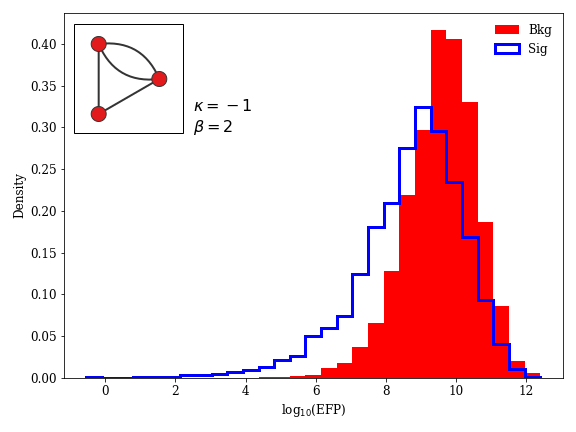 0.40
0.35
0.30
0.25
0.20
0.15
0.10
0.05
0.00
Density
κ = −1
β = 2
Bkg
Sig
0 2 4 6 8 10 12
log₁₀(EFP)